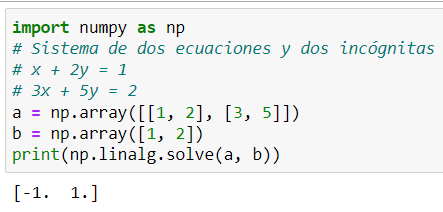 import numpy as np
# Sistema de dos ecuaciones y dos incógnitas
# x + 2y = 1
# 3x + 5y = 2
a = np.array([[1, 2], [3, 5]])
b = np.array([1, 2])
print(np.linalg.solve(a, b))
[-1.  1.]